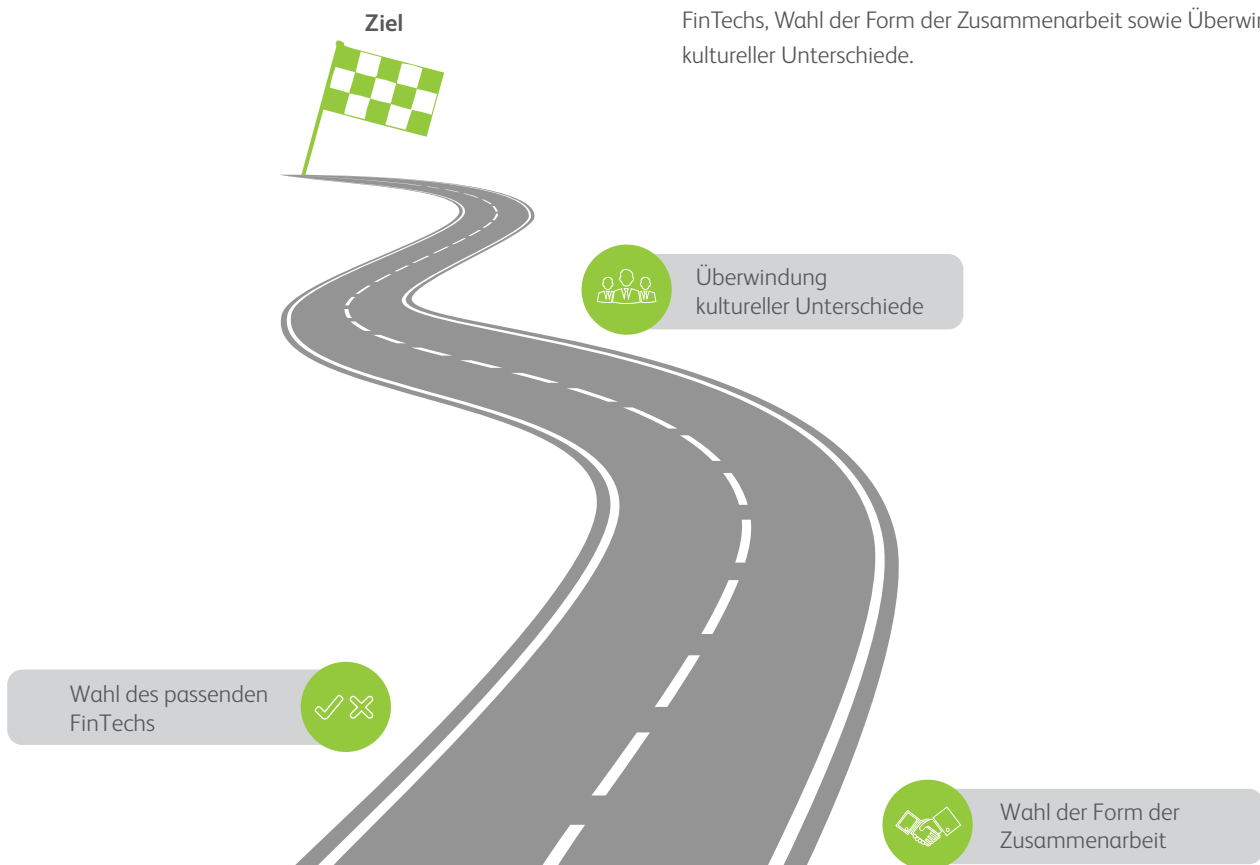 Ziel
FinTechs, Wahl der Form der Zusammenarbeit sowie
kultureller Unterschiede.
Überwindung
kultureller Unterschiede
Wahl des passenden
FinTechs
Wahl der Form der
Zusammenarbeit